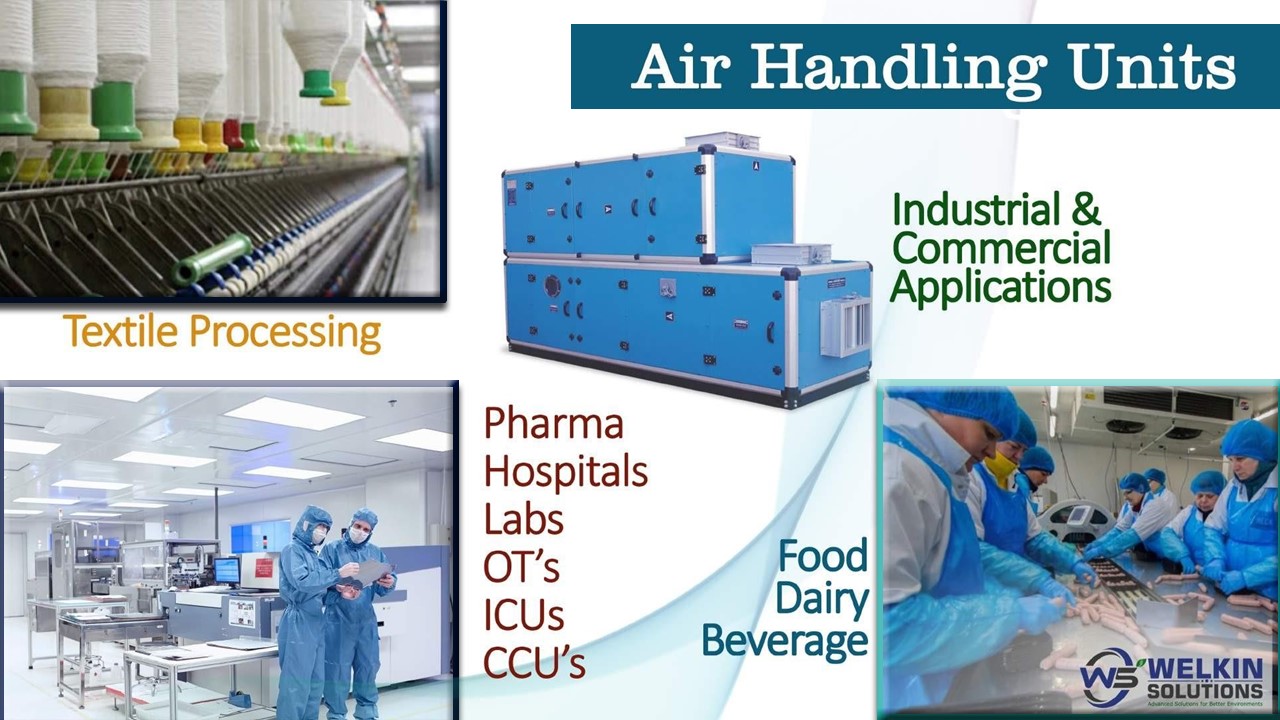 Air Handling Units
Industrial &
Commercial
Applications
Textile Processing
Pharma
Hospitals
Labs
OT’s
ICUs
CCU’s
Food
Dairy
Beverage
WS WELKIN
SOLUTIONS
Advanced Solutions for Better Environments